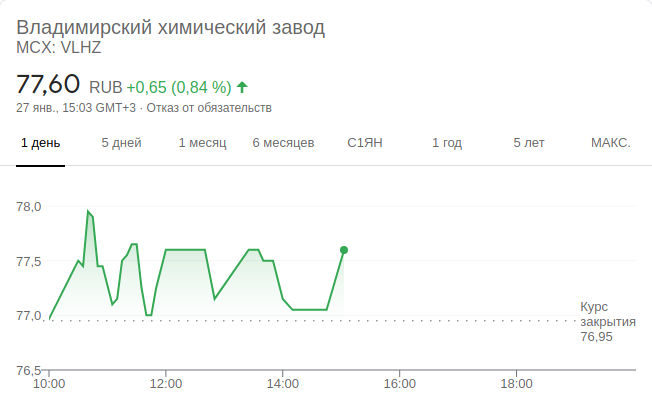 Владимирский химический завод
MCX: VLHZ
77,60 RUB +0,65 (0,84 %)
27 янв., 15:03 GMT+3 · Отказ от обязательств
1 день 5 дней 1 месяц 6 месяцев С1ЯН 1 год 5 лет МАКС.
78,0
77,5
77,0
Курс
закрытия
76,95
76,5
10:00 12:00 14:00 16:00 18:00